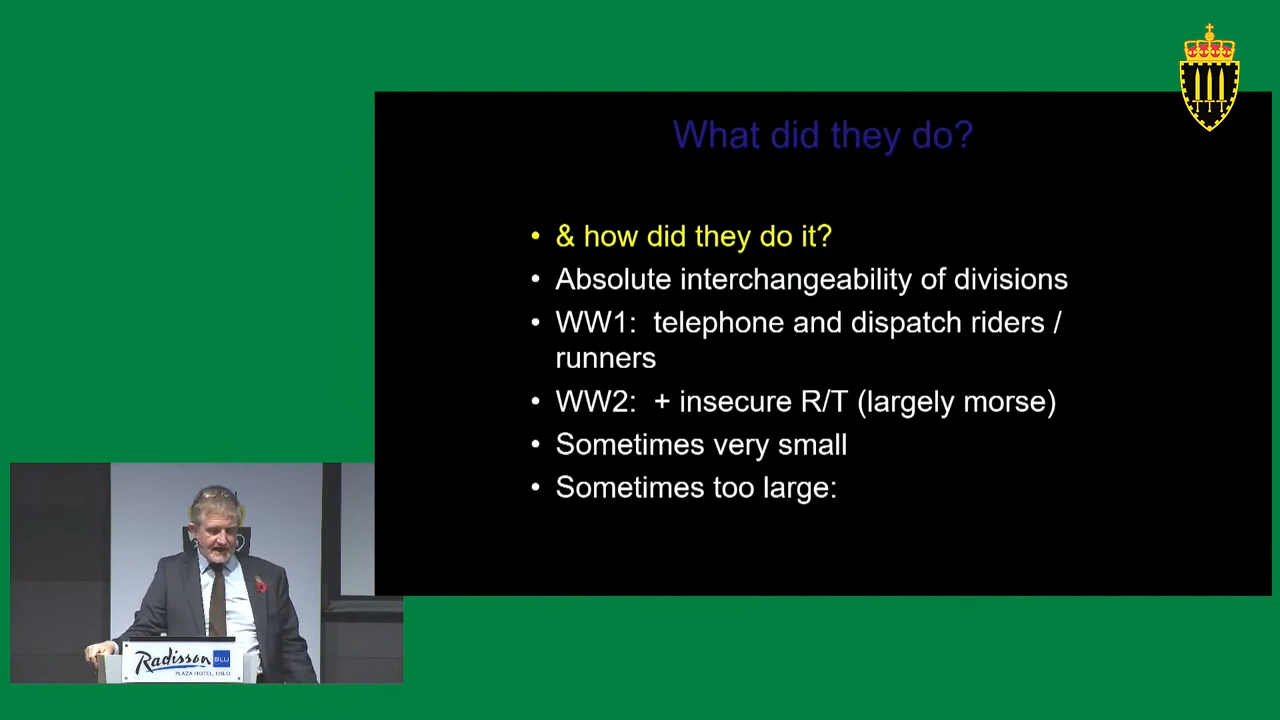 What did they do?
• & how did they do it?
• Absolute interchangeability of divisions
• WW1: telephone and dispatch riders /
runners
• WW2: + insecure R/T (largely morse)
• Sometimes very small
• Sometimes too large:
Radisson BLU
PLAZA HOTEL, OSLO